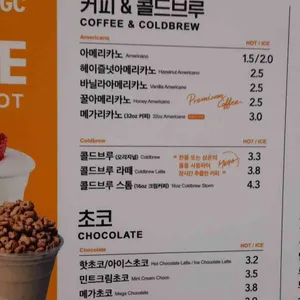 GC
E
OT
커피 & 콜드브루
COFFEE & COLDBREW
Americano HOT / ICE
아메리카노 Americano 1.5/2.0
헤이즐넛아메리카노 Hazelnut Americano 2.5
바닐라아메리카노 Vanilla Americano 2.5
꿀아메리카노 Honey Americano 2.5
Premium Coffee
메가리카노 (32oz 커피) 32oz Americano 3.0
Coldbrew HOT / ICE
콜드브루 (오리지널) Coldbrew 3.3
콜드브루 라떼 Coldbrew Latte 3.8
콜드브루 스톰 (16oz 크림커피) 16oz Coldbrew Storm 4.3
초코
CHOCOLATE
Chocolate HOT / ICE
핫초코/아이스초코 Hot Chocolate Latte / Ice Chocolate Latte 3.2
민트크림초코 Mint Cream Choco 3.5
메가초코 Mega Chocolate 3.8